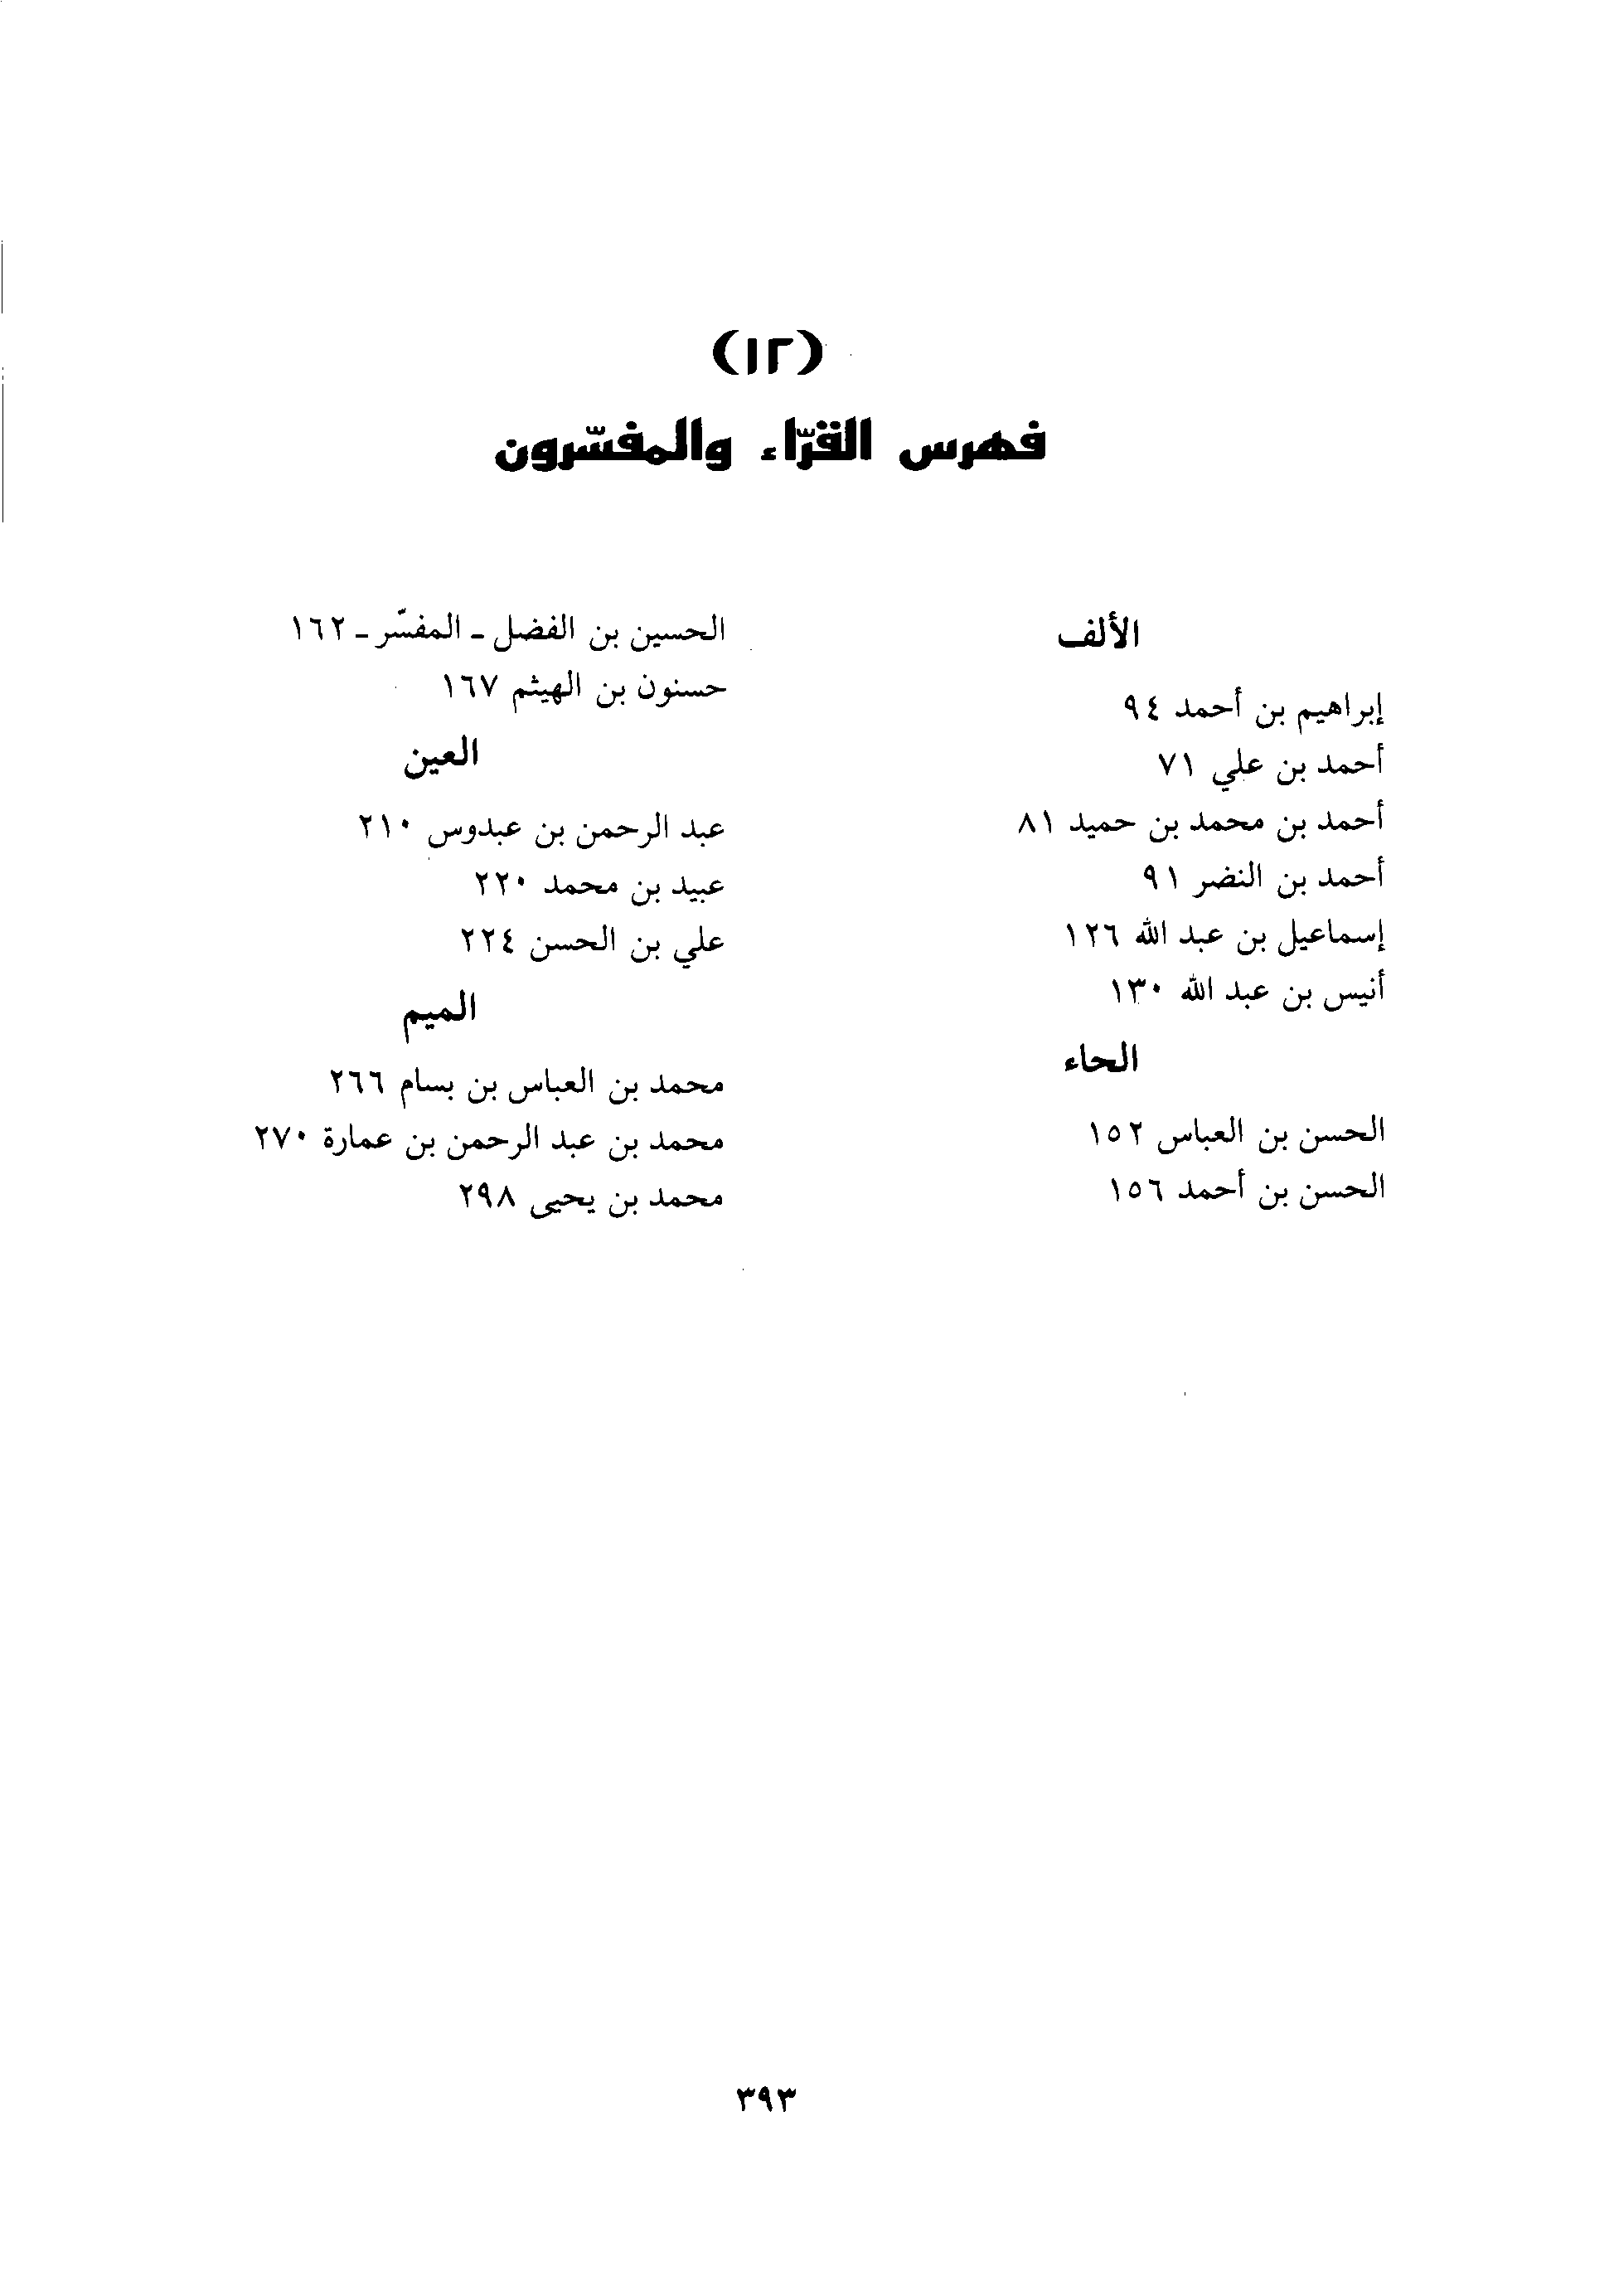 (١٢)
فهرس القرّاء والمفسّرون
الألف
إبراهيم بن أحمد ٩٤
أحمد بن علي ٧١
أحمد بن محمد بن حميد ٨١
أحمد بن النضر ٩١
إسماعيل بن عبد الله ١٢٦
أنيس بن عبد الله ١٣٠
الحاء
الحسن بن العباس ١٥٢
الحسن بن أحمد ١٥٦
الحسين بن الفضل ـ المفسّر ـ ١٦٢
حسنون بن الهيثم ١٦٧
العين
عبد الرحمن بن عبدوس ٢١٠
عبيد بن محمد ٢٢٠
علي بن الحسن ٢٢٤
الميم
محمد بن العباس بن بسام ٢٦٦
محمد بن عبد الرحمن بن عمارة ٢٧٠
محمد بن يحيى ٢٩٨
٣٩٣